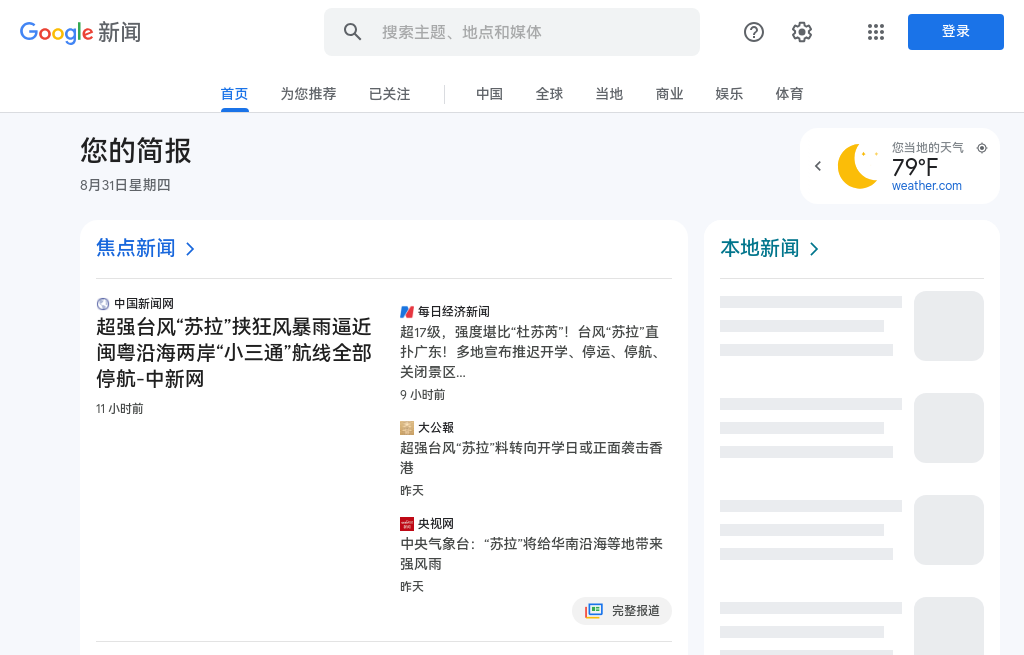 Google 新闻
搜索主题、地点和媒体
登录
首页
为您推荐
已关注
中国
全球
当地
商业
娱乐
体育
您的简报
8月31日星期四
您当地的天气
79°F
weather.com
焦点新闻
中国新闻网
超强台风“苏拉”挟狂风暴雨逼近
闽粤沿海两岸“小三通”航线全部
停航-中新网
11 小时前
每日经济新闻
超17级，强度堪比“杜苏芮”！台风“苏拉”直
扑广东！多地宣布推迟开学、停运、停航、
关闭景区...
9 小时前
大公報
超强台风“苏拉”料转向开学日或正面袭击香
港
昨天
央视网
中央气象台：“苏拉”将给华南沿海等地带来
强风雨
昨天
完整报道
本地新闻